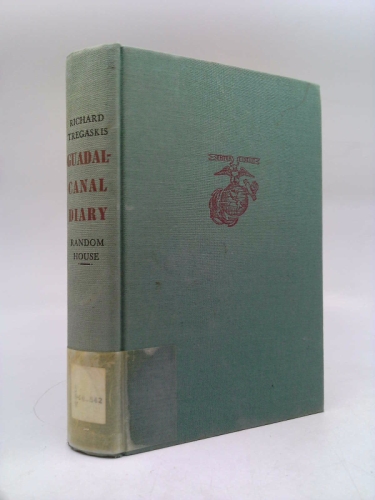 RICHARD
TREGASKIS
GUADAL-
CANAL
DIARY
RANDOM
HOUSE